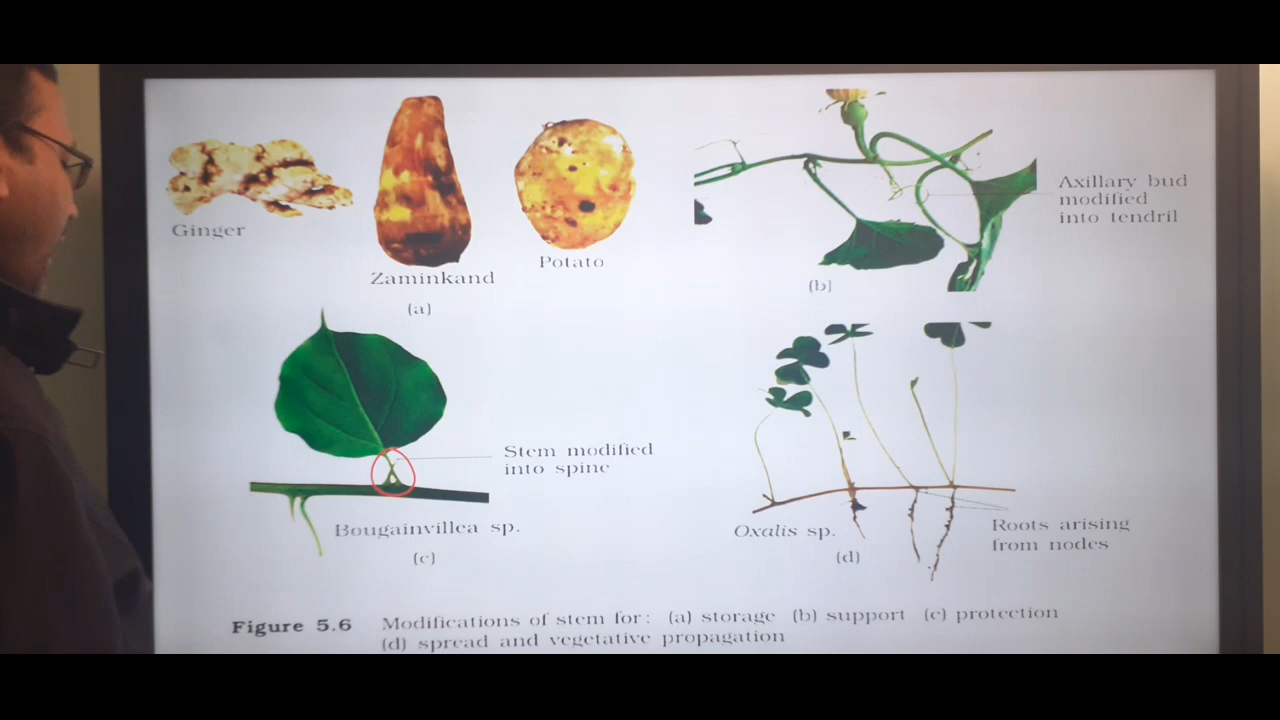 Ginger
Zaminkand
Potato
(a)
Axillary bud
modified
into tendril
(b)
Stem modified
into spine
Bougainvillea sp.
(c)
Oxalis sp.
(d)
Roots arising
from nodes
Figure 5.6 Modifications of stem for: (a) storage (b) support (c) protection
(d) spread and vegetative propagation